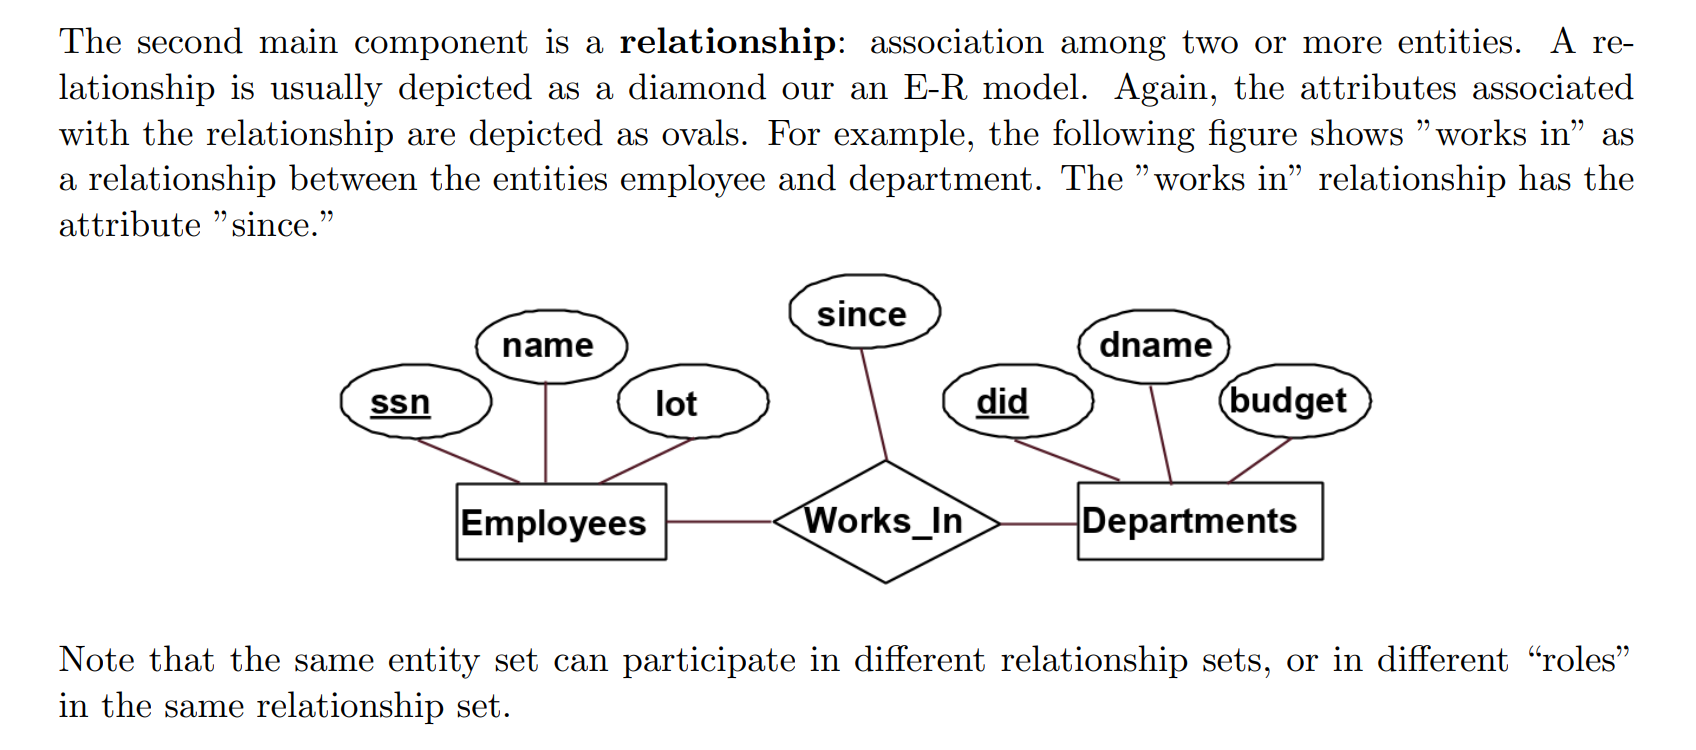 The second main component is a relationship: association among two or more entities. A re-
lationship is usually depicted as a diamond our an E-R model. Again, the attributes associated
with the relationship are depicted as ovals. For example, the following figure shows ”works in” as
a relationship between the entities employee and department. The ”works in” relationship has the
attribute ”since.”
since
name
dname
ssn
lot
did
budget
Employees
Works_In
Departments
Note that the same entity set can participate in different relationship sets, or in different “roles”
in the same relationship set.